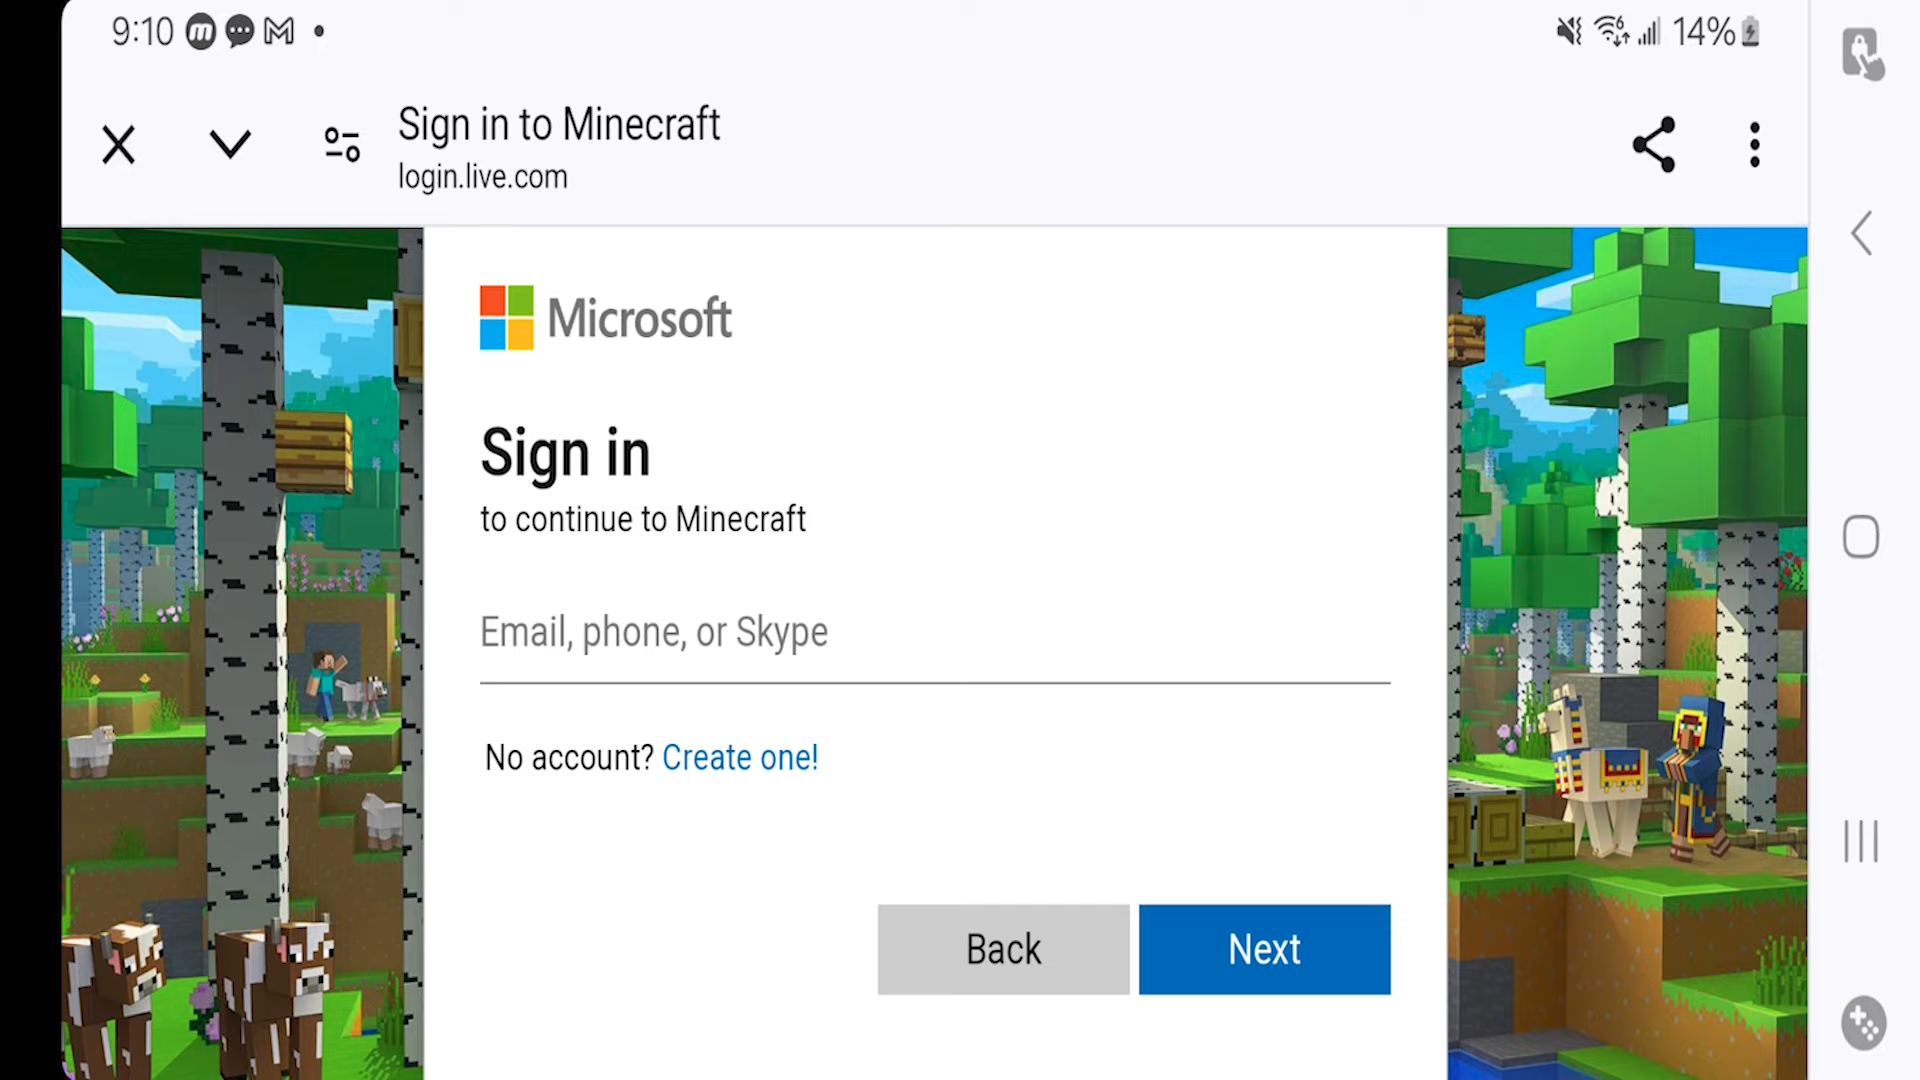 9:10
14%
Sign in to Minecraft
login.live.com
Microsoft
Sign in
to continue to Minecraft
Email, phone, or Skype
No account? Create one!
Back
Next